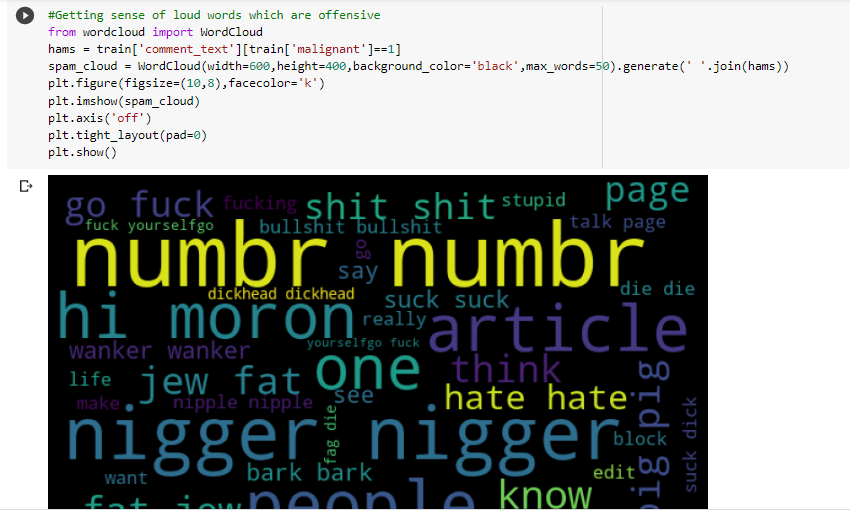 #Getting sense of loud words which are offensive
from wordcloud import WordCloud
hams = train['comment_text'][train['malignant']==1]
spam_cloud = WordCloud(width=600,height=400,background_color='black',max_words=50).generate(' '.join(hams))
plt.figure(figsize=(10,8),facecolor='k')
plt.imshow(spam_cloud)
plt.axis('off')
plt.tight_layout(pad=0)
plt.show()
go fuck
fucking
shit shit
stupid
page
fuck yourselfgo
bullshit bullshit
talk page
numbr numbr
go
say
dickhead dickhead
suck suck
die die
hi moron
really
article
wanker wanker
yourselfgo fuck
one
think
life
jew fat
see
hate hate
pig pig
make
nipple nipple
fag die
nigger nigger
block
suck dick
want
bark bark
edit
fat jew
people
know